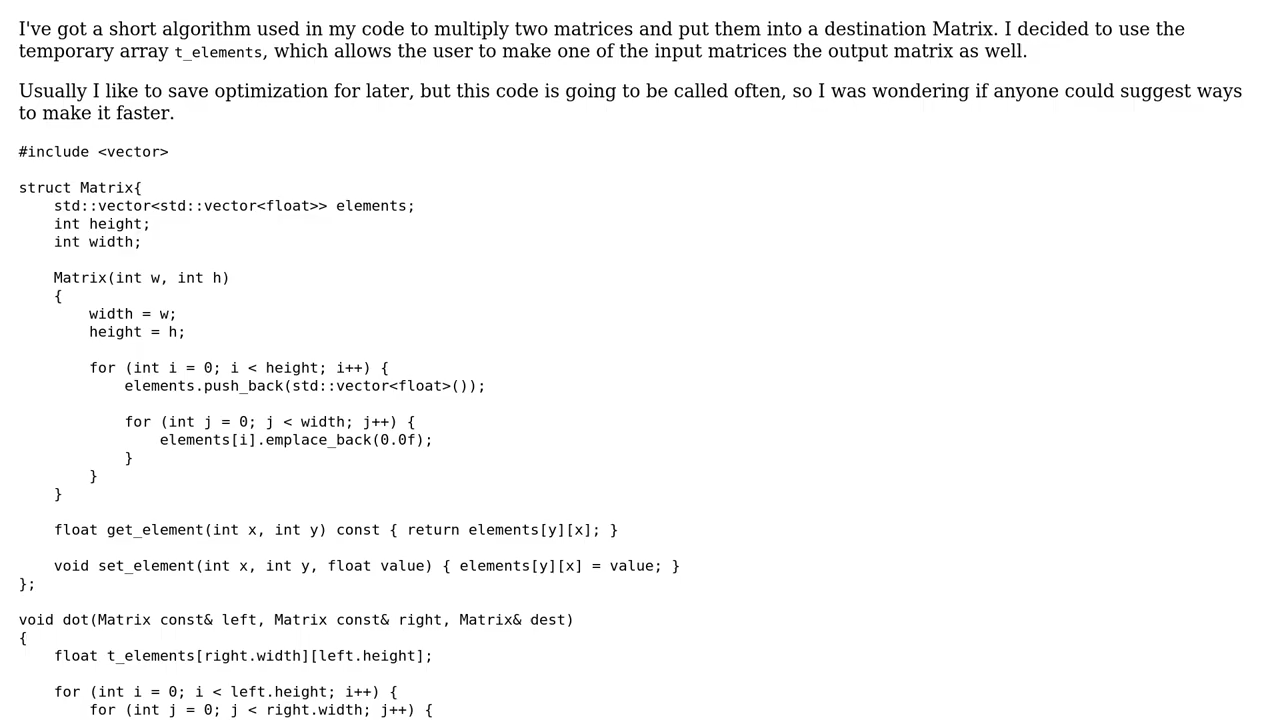 I've got a short algorithm used in my code to multiply two matrices and put them into a destination Matrix. I decided to use the
temporary array t_elements, which allows the user to make one of the input matrices the output matrix as well.
Usually I like to save optimization for later, but this code is going to be called often, so I was wondering if anyone could suggest ways
to make it faster.
#include <vector>
struct Matrix{
    std::vector<std::vector<float>> elements;
    int height;
    int width;
    Matrix(int w, int h)
    {
        width = w;
        height = h;
        for (int i = 0; i < height; i++) {
            elements.push_back(std::vector<float>());
            for (int j = 0; j < width; j++) {
                elements[i].emplace_back(0.0f);
            }
        }
    }
    float get_element(int x, int y) const { return elements[y][x]; }
    void set_element(int x, int y, float value) { elements[y][x] = value; }
};
void dot(Matrix const& left, Matrix const& right, Matrix& dest)
{
    float t_elements[right.width][left.height];
    for (int i = 0; i < left.height; i++) {
        for (int j = 0; j < right.width; j++) {